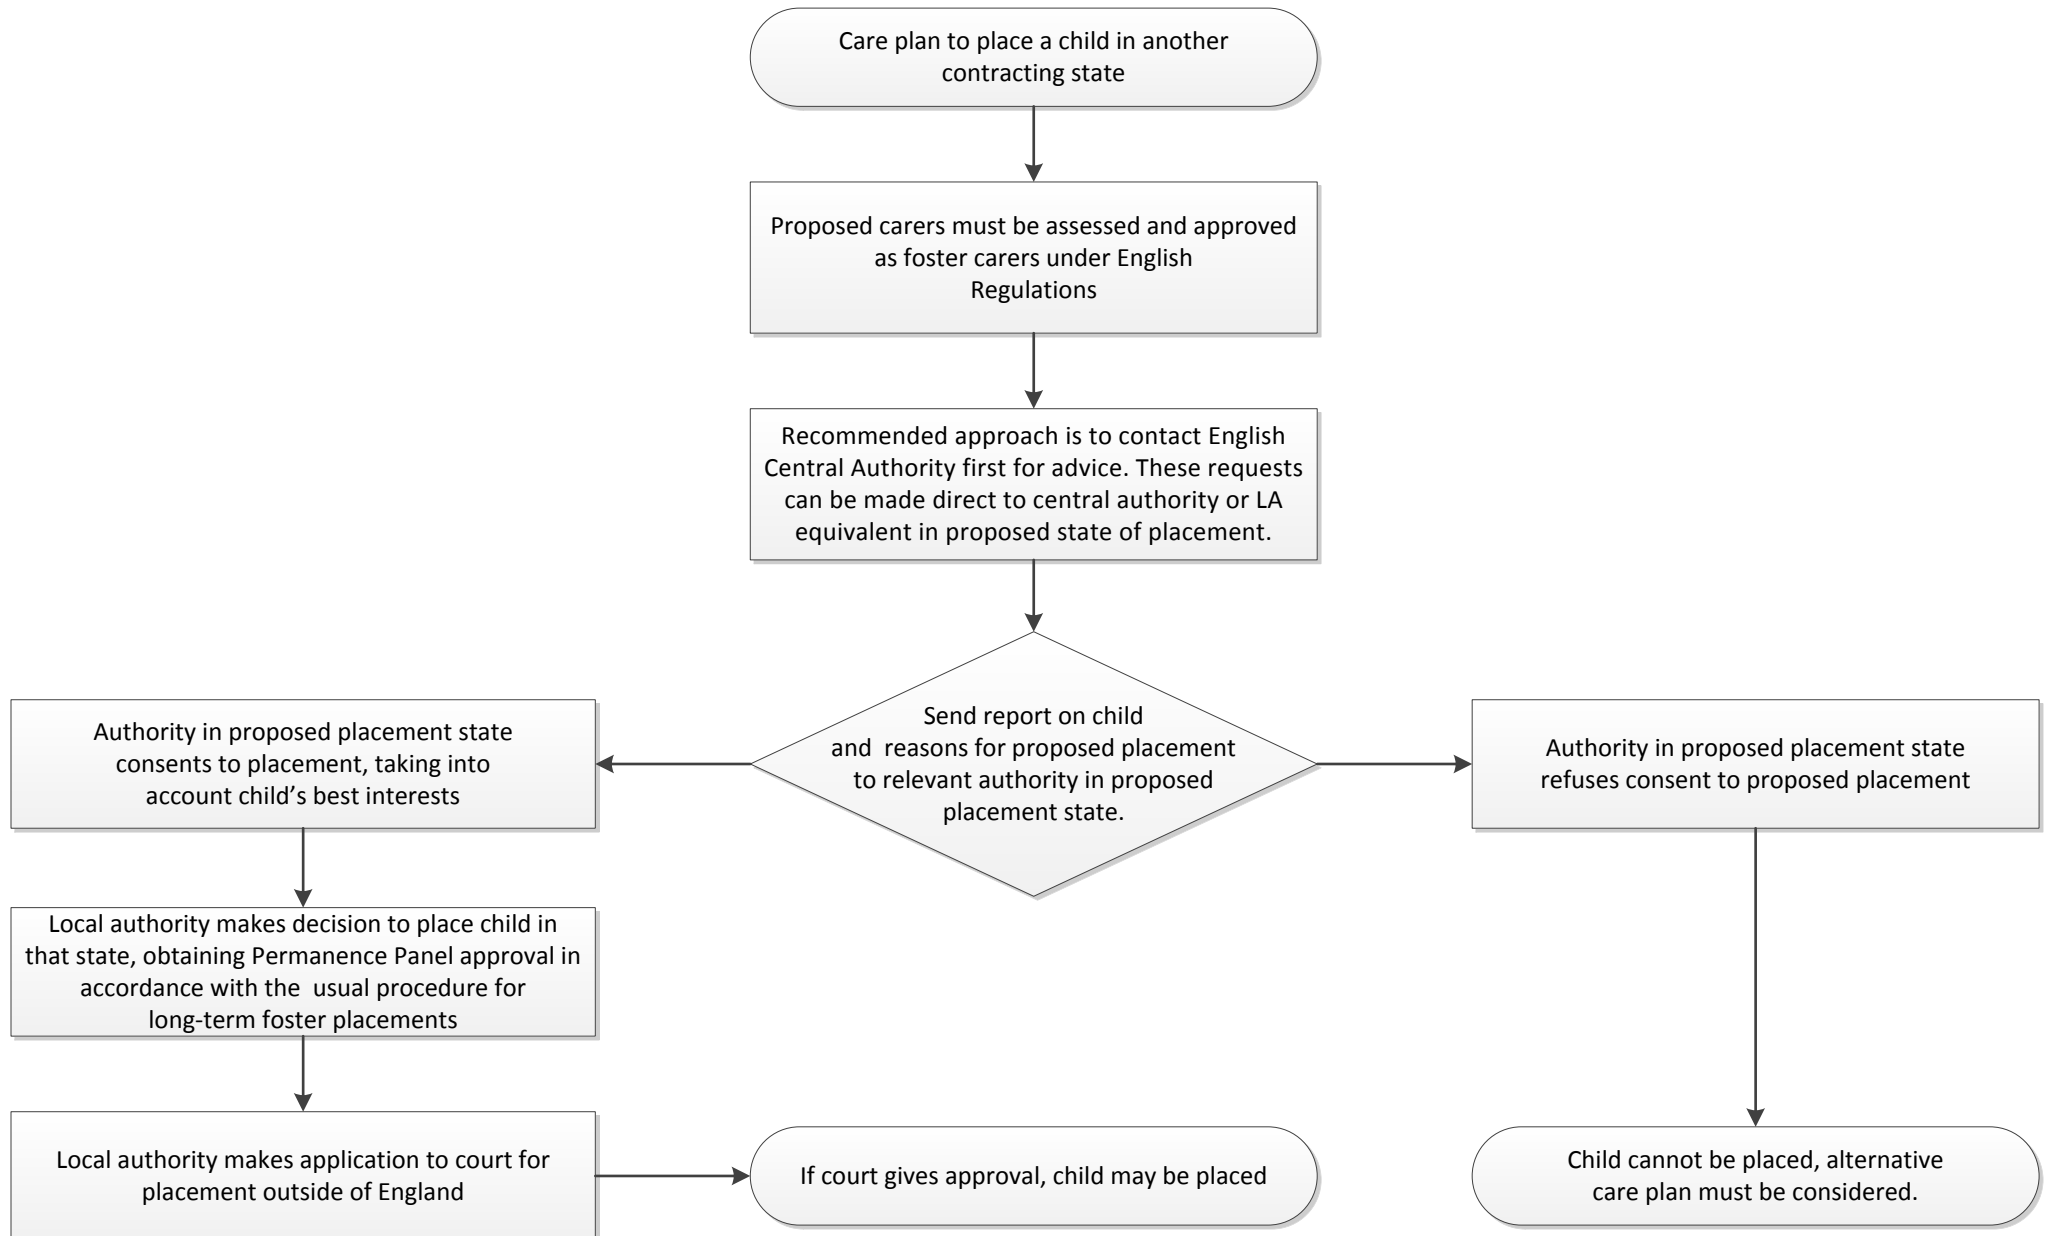 Care plan to place a child in another
contracting state
Proposed carers must be assessed and approved
as foster carers under English
Regulations
Recommended approach is to contact English
Central Authority first for advice. These requests
can be made direct to central authority or LA
equivalent in proposed state of placement.
Send report on child
and  reasons for proposed placement
to relevant authority in proposed
placement state.
Authority in proposed placement state
consents to placement, taking into
account child’s best interests
Authority in proposed placement state
refuses consent to proposed placement
Local authority makes decision to place child in
that state, obtaining Permanence Panel approval in
accordance with the  usual procedure for
long-term foster placements
Local authority makes application to court for
placement outside of England
If court gives approval, child may be placed
Child cannot be placed, alternative
care plan must be considered.